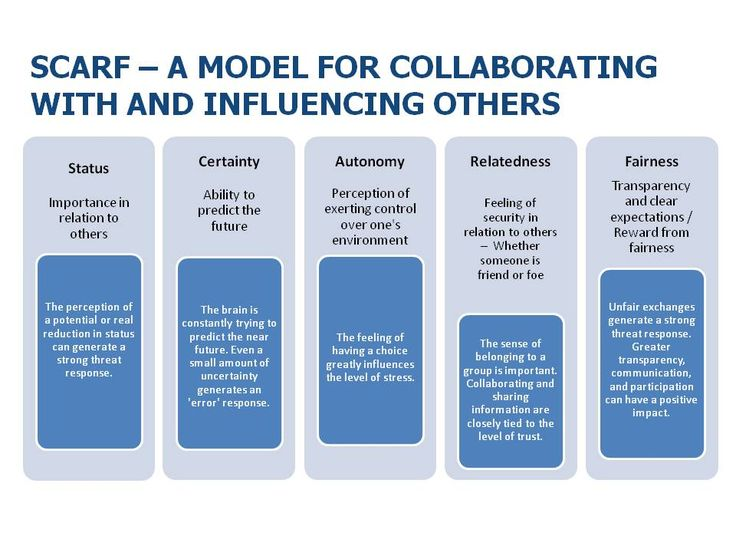 SCARF – A MODEL FOR COLLABORATING
WITH AND INFLUENCING OTHERS
Status
Importance in
relation to
others
The perception of
a potential or real
reduction in status
can generate a
strong threat
response.
Certainty
Ability to
predict the
future
The brain is
constantly trying to
predict the near
future. Even a
small amount of
uncertainty
generates an
'error' response.
Autonomy
Perception of
exerting control
over one's
environment
The feeling of
having a choice
greatly influences
the level of stress.
Relatedness
Feeling of
security in
relation to others
– Whether
someone is
friend or foe
The sense of
belonging to a
group is important.
Collaborating and
sharing
information are
closely tied to the
level of trust.
Fairness
Transparency
and clear
expectations /
Reward from
fairness
Unfair exchanges
generate a strong
threat response.
Greater
transparency,
communication,
and participation
can have a positive
impact.